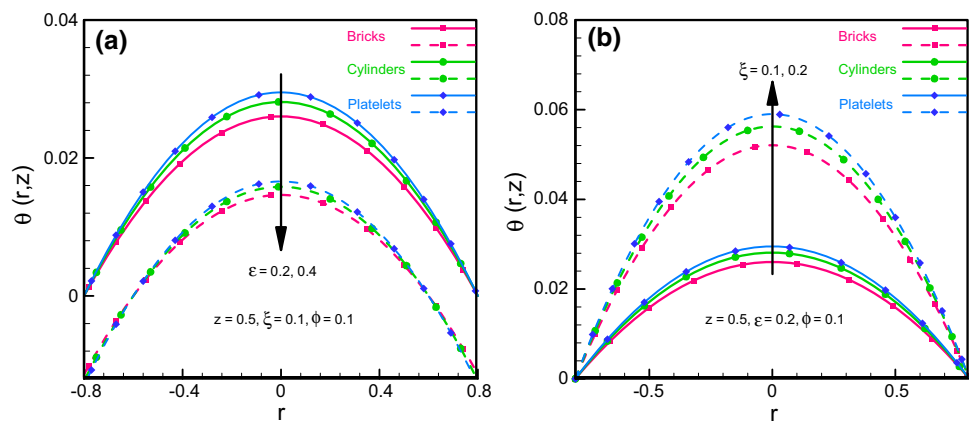 (a)
Bricks
Cylinders
Platelets
0.04
0.02
0
θ (r,z)
ε = 0.2, 0.4
z = 0.5, ξ = 0.1, ϕ = 0.1
-0.8 -0.4 0 0.4 0.8
r
(b)
Bricks
Cylinders
Platelets
ξ = 0.1, 0.2
0.08
0.06
0.04
0.02
0
θ (r,z)
z = 0.5, ε = 0.2, ϕ = 0.1
-0.5 0 0.5
r